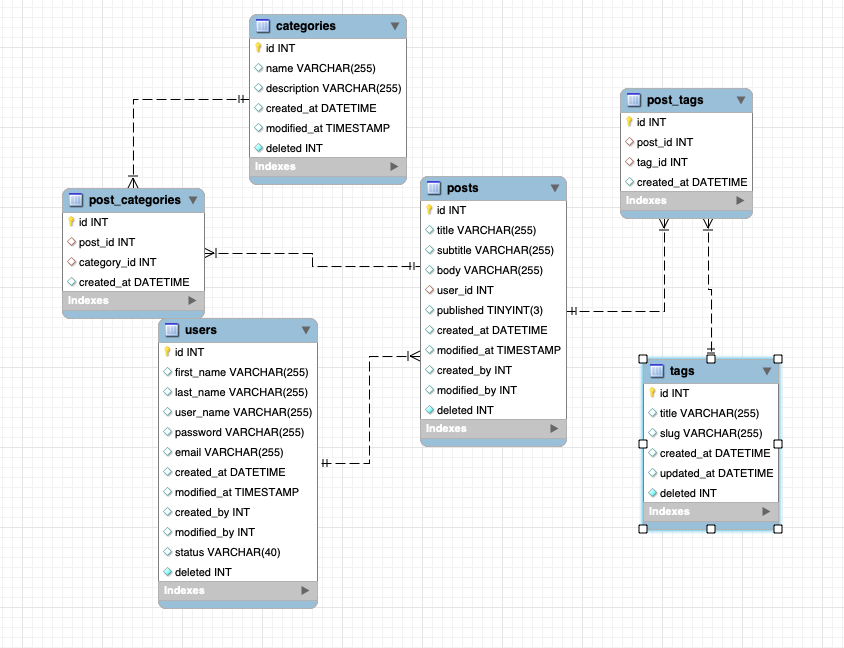 categories
id INT
name VARCHAR(255)
description VARCHAR(255)
created_at DATETIME
modified_at TIMESTAMP
deleted INT
Indexes
post_categories
id INT
post_id INT
category_id INT
created_at DATETIME
Indexes
users
id INT
first_name VARCHAR(255)
last_name VARCHAR(255)
user_name VARCHAR(255)
password VARCHAR(255)
email VARCHAR(255)
created_at DATETIME
modified_at TIMESTAMP
created_by INT
modified_by INT
status VARCHAR(40)
deleted INT
Indexes
posts
id INT
title VARCHAR(255)
subtitle VARCHAR(255)
body VARCHAR(255)
user_id INT
published TINYINT(3)
created_at DATETIME
modified_at TIMESTAMP
created_by INT
modified_by INT
deleted INT
Indexes
post_tags
id INT
post_id INT
tag_id INT
created_at DATETIME
Indexes
tags
id INT
title VARCHAR(255)
slug VARCHAR(255)
created_at DATETIME
updated_at DATETIME
deleted INT
Indexes